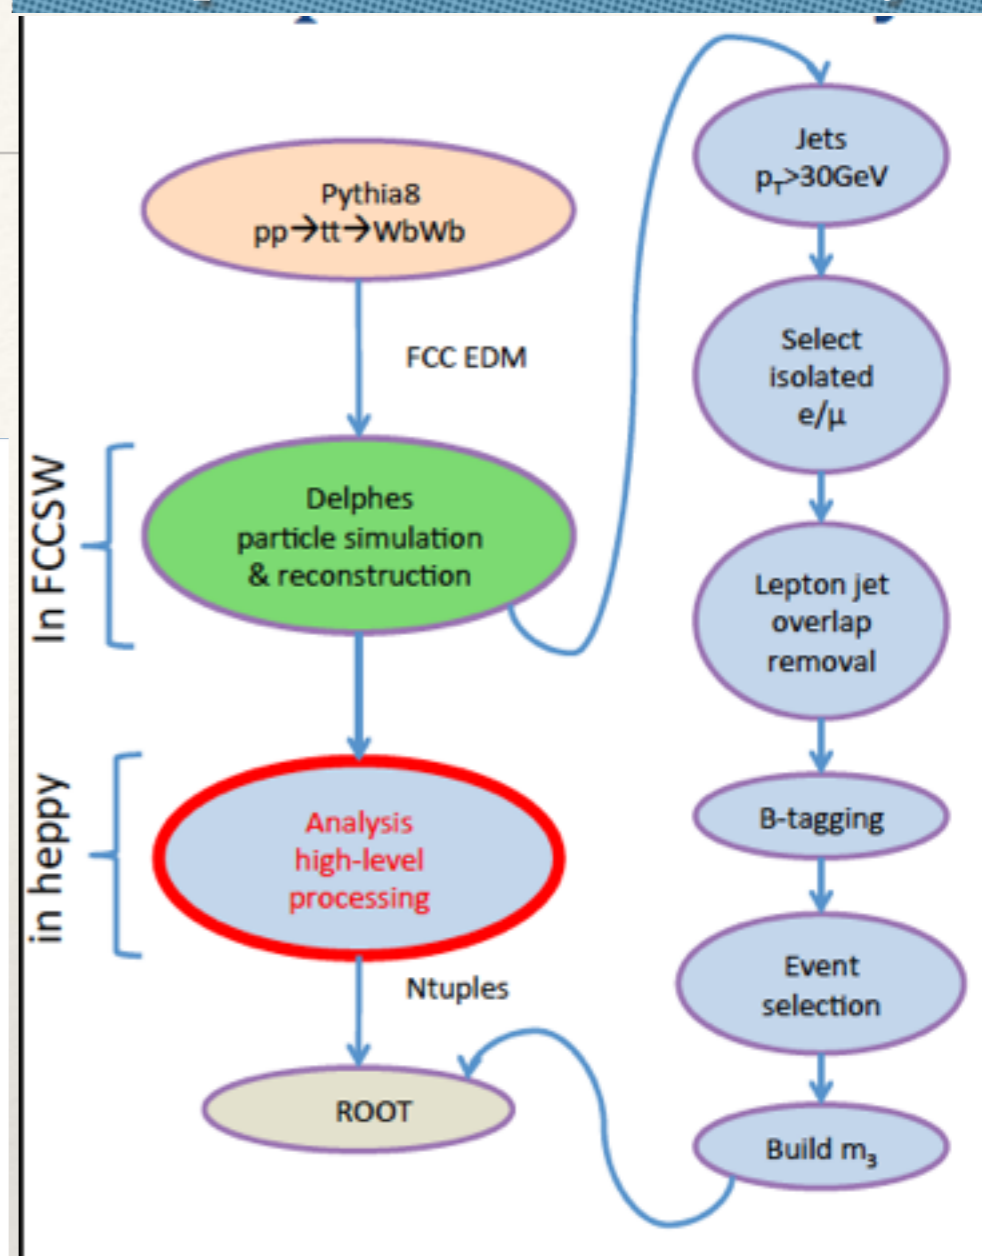 Pythia8
pp→tt→WbWb
FCC EDM
In FCCSW
Delphes
particle simulation
& reconstruction
in heppy
Analysis
high-level
processing
Ntuples
ROOT
Jets
pT>30GeV
Select
isolated
e/μ
Lepton jet
overlap
removal
B-tagging
Event
selection
Build m3